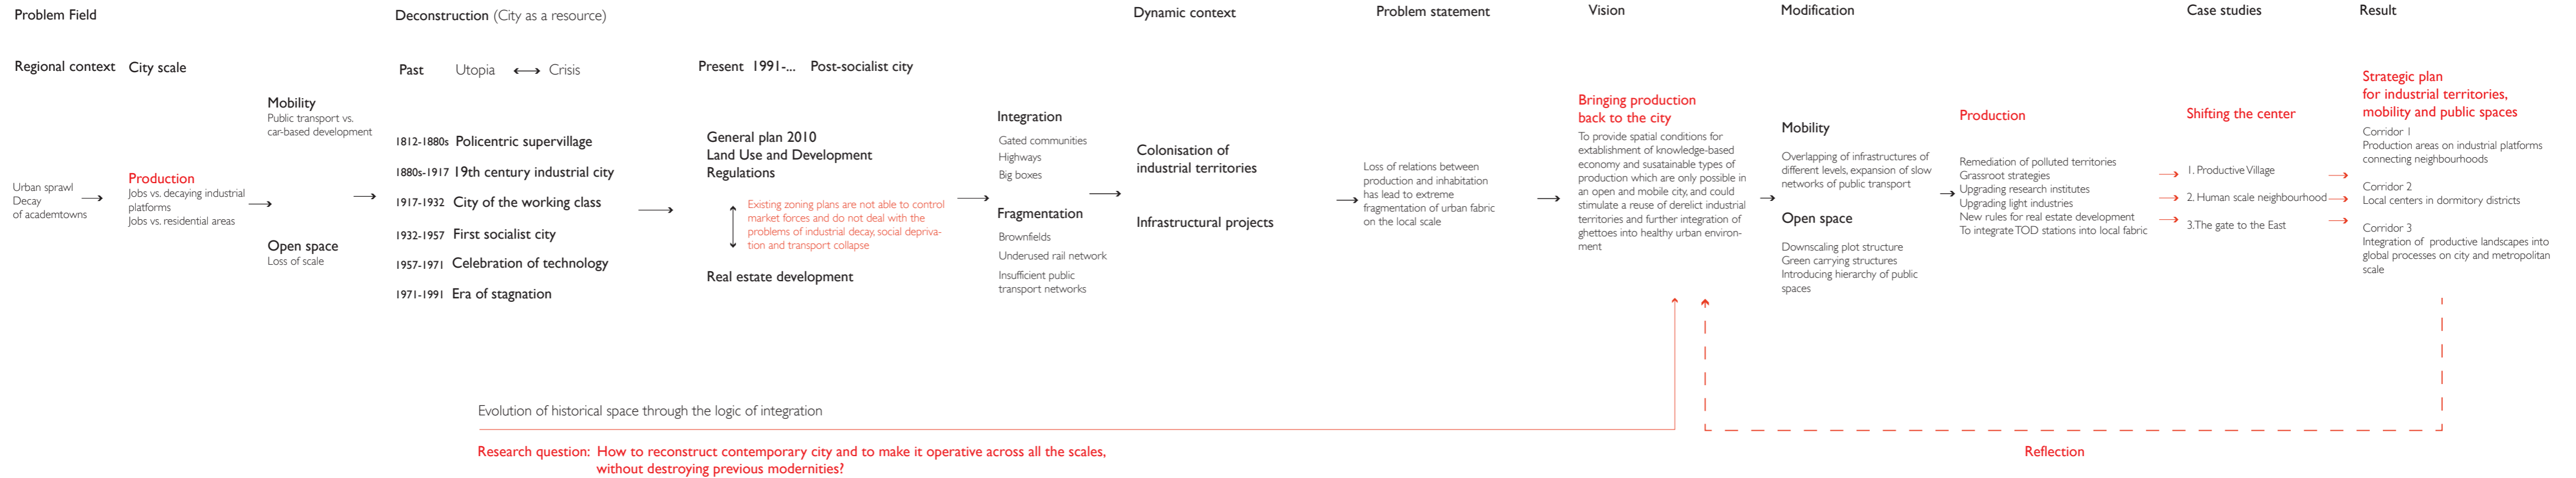 Problem Field
Regional context
Urban sprawl
Decay
of academtowns
City scale
Production
Jobs vs. decaying industrial
platforms
Jobs vs. residential areas
Mobility
Public transport vs.
car-based development
Open space
Loss of scale
Deconstruction (City as a resource)
Past Utopia ⟷ Crisis
1812-1880s Policentric supervillage
1880s-1917 19th century industrial city
1917-1932 City of the working class
1932-1957 First socialist city
1957-1971 Celebration of technology
1971-1991 Era of stagnation
Present 1991-... Post-socialist city
General plan 2010
Land Use and Development
Regulations
Existing zoning plans are not able to control
market forces and do not deal with the
problems of industrial decay, social depriva-
tion and transport collapse
Real estate development
Integration
Gated communities
Highways
Big boxes
Fragmentation
Brownfields
Underused rail network
Insufficient public
transport networks
Dynamic context
Colonisation of
industrial territories
Infrastructural projects
Problem statement
Loss of relations between
production and inhabitation
has lead to extreme
fragmentation of urban fabric
on the local scale
Vision
Bringing production
back to the city
To provide spatial conditions for
extablishment of knowledge-based
economy and susatainable types of
production which are only possible in
an open and mobile city, and could
stimulate a reuse of derelict industrial
territories and further integration of
ghettoes into healthy urban environ-
ment
Modification
Mobility
Overlapping of infrastructures of
different levels, expansion of slow
networks of public transport
Open space
Downscaling plot structure
Green carrying structures
Introducing hierarchy of public
spaces
Production
Remediation of polluted territories
Grassroot strategies
Upgrading research institutes
Upgrading light industries
New rules for real estate development
To integrate TOD stations into local fabric
Case studies
Shifting the center
1. Productive Village
2. Human scale neighbourhood
3.The gate to the East
Result
Strategic plan
for industrial territories,
mobility and public spaces
Corridor 1
Production areas on industrial platforms
connecting neighbourhoods
Corridor 2
Local centers in dormitory districts
Corridor 3
Integration of productive landscapes into
global processes on city and metropolitan
scale
Evolution of historical space through the logic of integration
Research question: How to reconstruct contemporary city and to make it operative across all the scales,
without destroying previous modernities?
Reflection